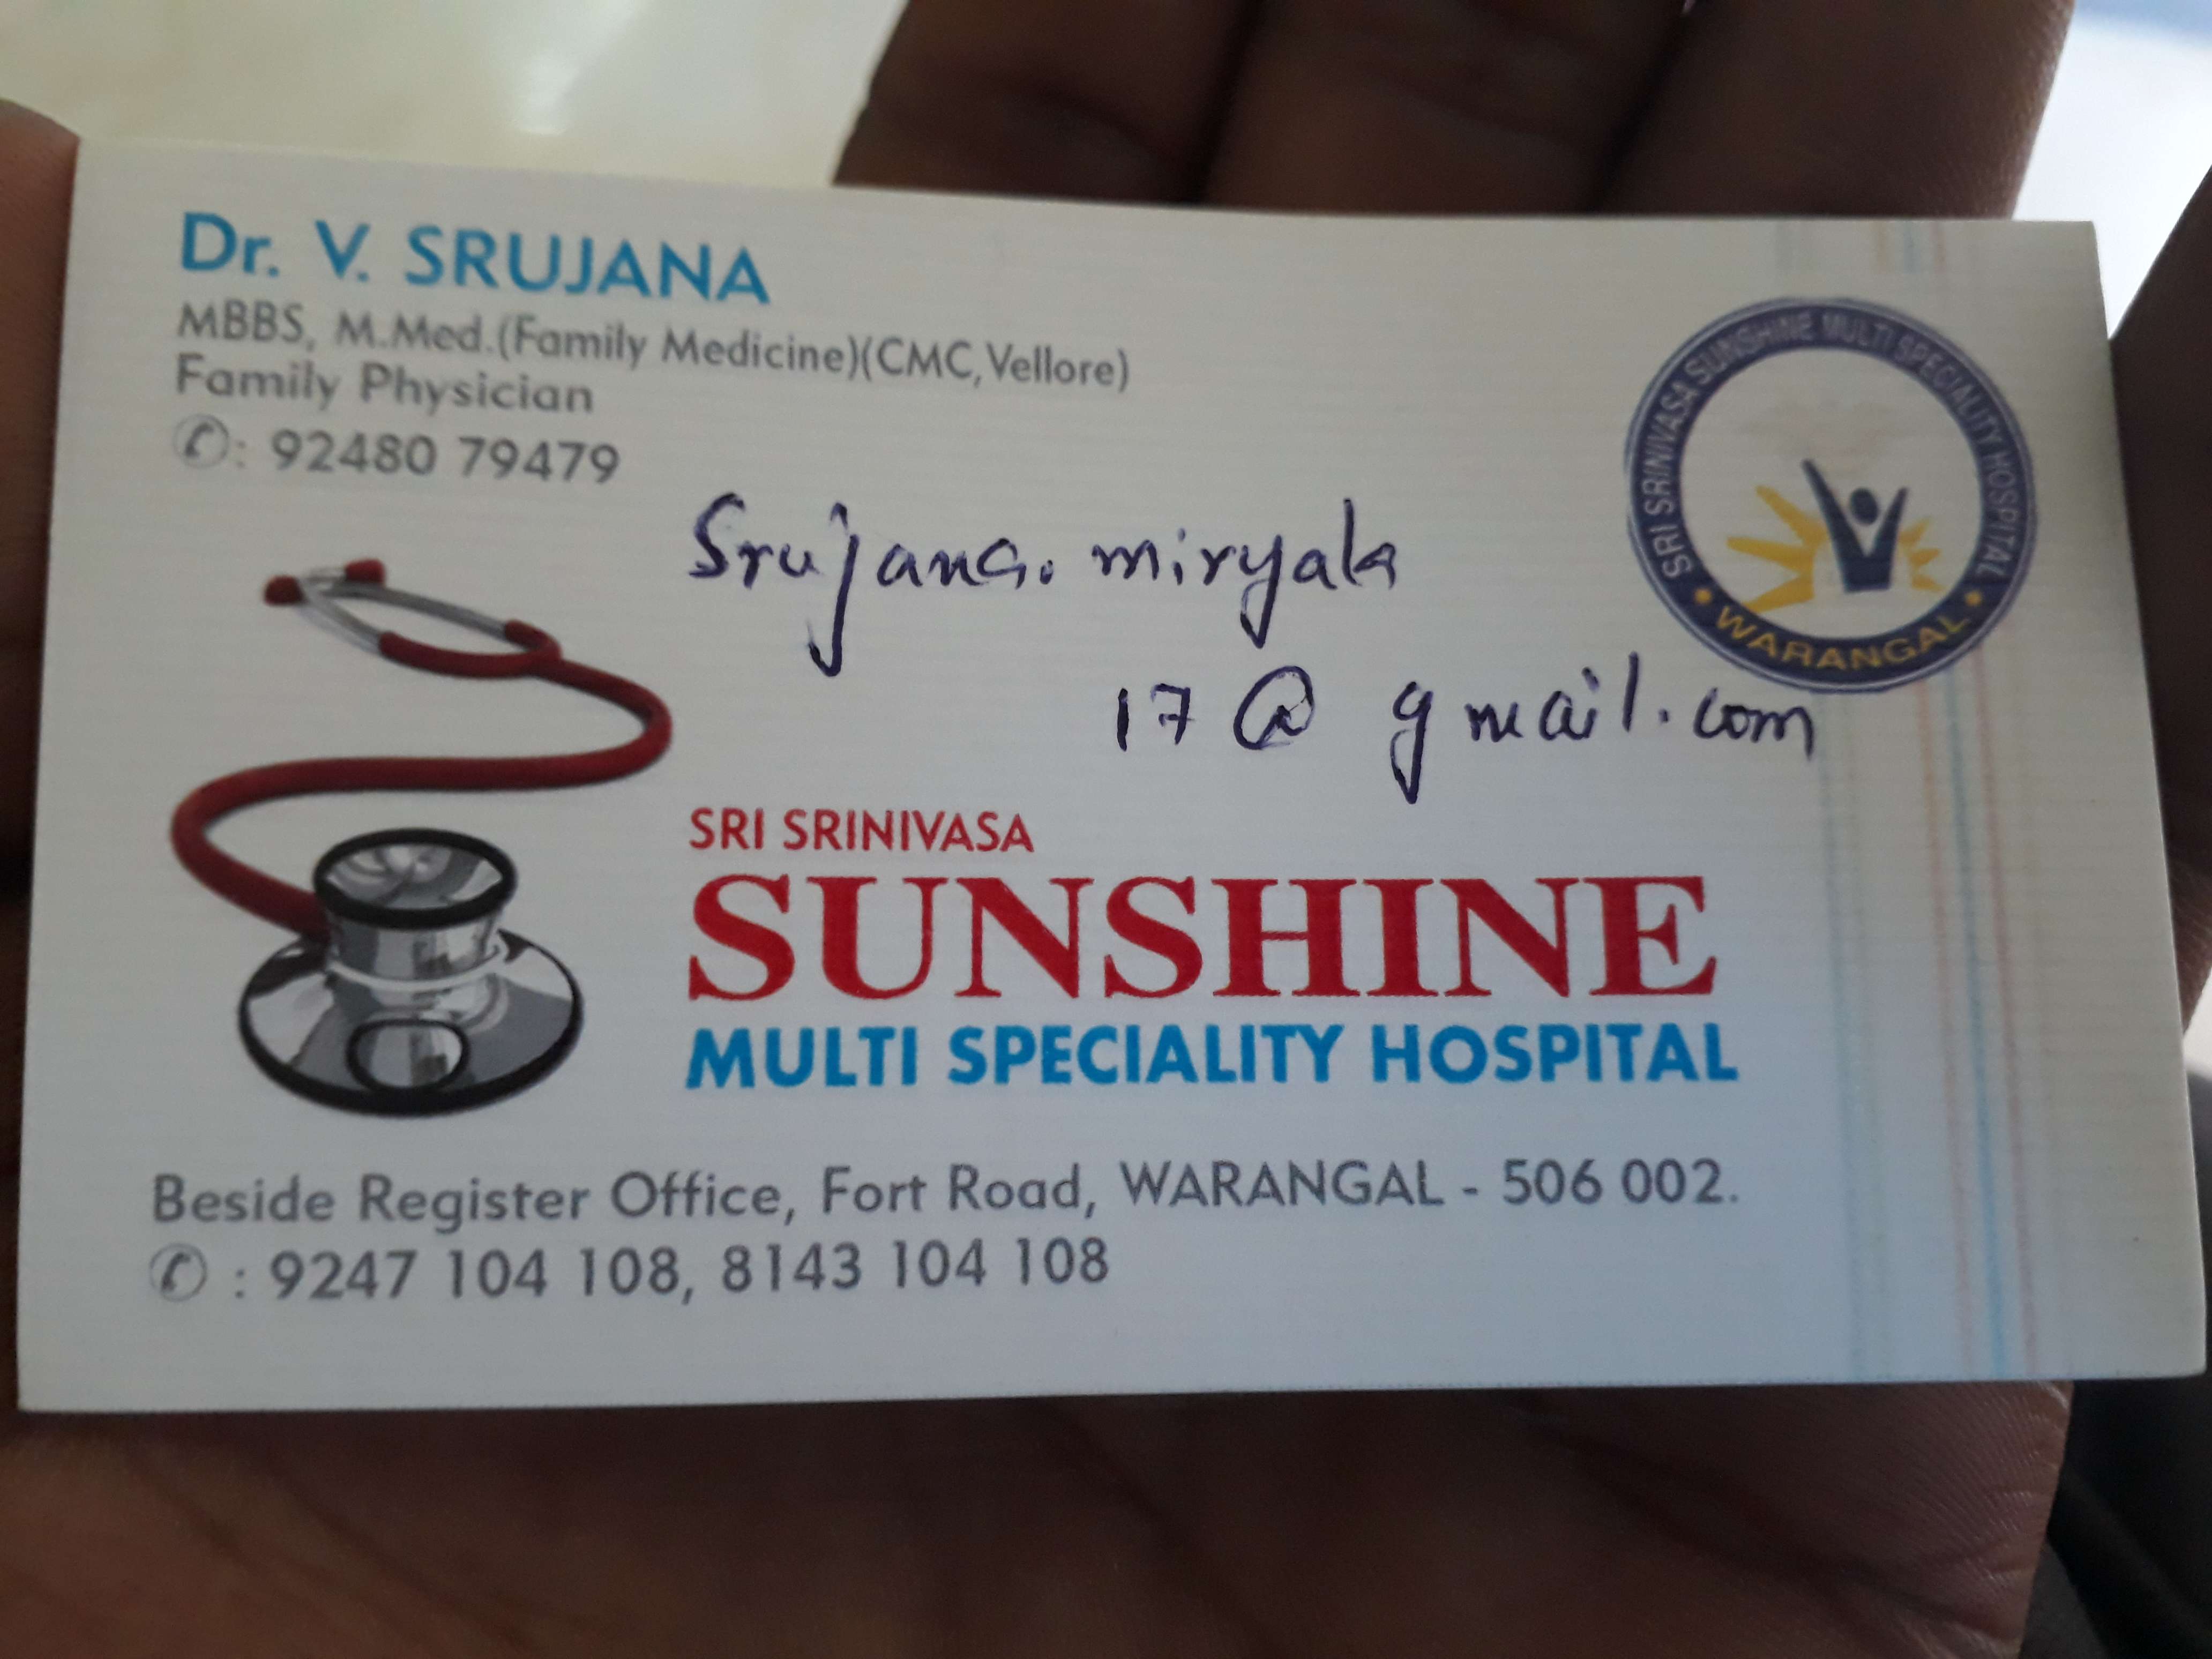 Dr. V. SRUJANA
MBBS, M.Med.(Family Medicine)(CMC, Vellore)
Family Physician
✆: 92480 79479
Srujana. miryala
17@gmail.com
SRI SRINIVASA SUNSHINE MULTI SPECIALITY HOSPITAL
• WARANGAL •
SRI SRINIVASA
SUNSHINE
MULTI SPECIALITY HOSPITAL
Beside Register Office, Fort Road, WARANGAL - 506 002.
✆ : 9247 104 108, 8143 104 108